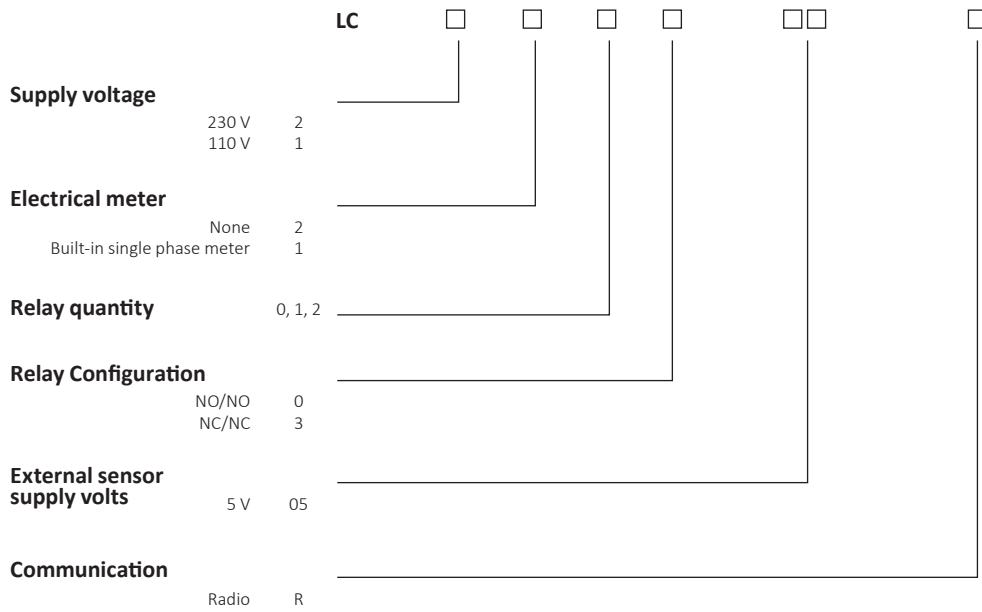 LC
Supply voltage
230 V 2
110 V 1
Electrical meter
None 2
Built-in single phase meter 1
Relay quantity 0, 1, 2
Relay Configuration
NO/NO 0
NC/NC 3
External sensor
supply volts
5 V 05
Communication
Radio R